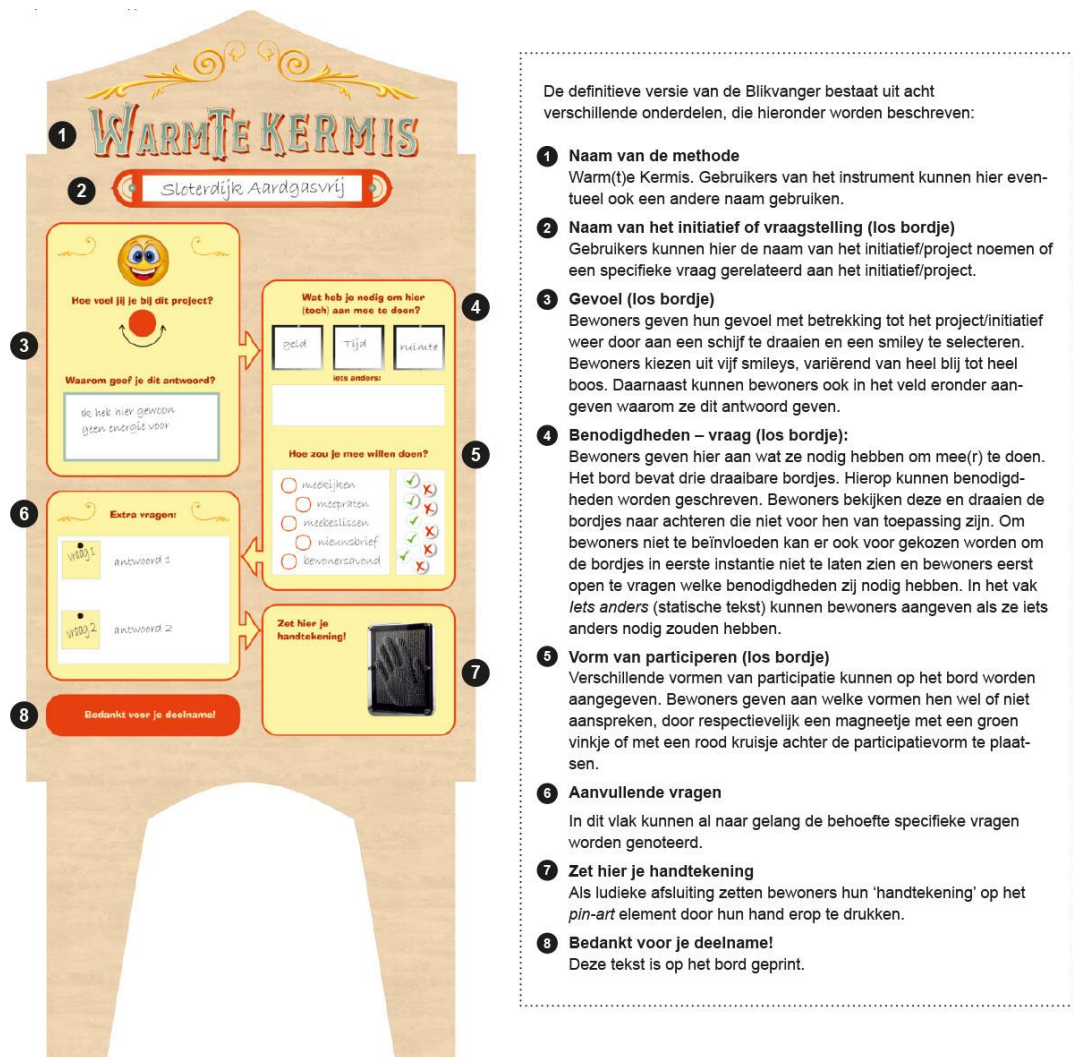 1 WARMTE KERMIS
2 Sloterdijk Aardgasvrij
3
Hoe voel jij je bij dit project?
Waarom geef je dit antwoord?
Ik heb hier gewoon
geen energie voor
4
Wat heb je nodig om hier
(toch) aan mee te doen?
geld Tijd ruimte
iets anders:
5
Hoe zou je mee willen doen?
meekijken
meepraten
meebeslissen
nieuwsbrief
bewonersavond
6
Extra vragen:
vraag 1 antwoord 1
vraag 2 antwoord 2
7
Zet hier je
handtekening!
8 Bedankt voor je deelname!
De definitieve versie van de Blikvanger bestaat uit acht
verschillende onderdelen, die hieronder worden beschreven:
1 Naam van de methode
Warm(t)e Kermis. Gebruikers van het instrument kunnen hier even-
tueel ook een andere naam gebruiken.
2 Naam van het initiatief of vraagstelling (los bordje)
Gebruikers kunnen hier de naam van het initiatief/project noemen of
een specifieke vraag gerelateerd aan het initiatief/project.
3 Gevoel (los bordje)
Bewoners geven hun gevoel met betrekking tot het project/initiatief
weer door aan een schijf te draaien en een smiley te selecteren.
Bewoners kiezen uit vijf smileys, variërend van heel blij tot heel
boos. Daarnaast kunnen bewoners ook in het veld eronder aan-
geven waarom ze dit antwoord geven.
4 Benodigdheden – vraag (los bordje):
Bewoners geven hier aan wat ze nodig hebben om mee(r) te doen.
Het bord bevat drie draaibare bordjes. Hierop kunnen benodigd-
heden worden geschreven. Bewoners bekijken deze en draaien de
bordjes naar achteren die niet voor hen van toepassing zijn. Om
bewoners niet te beïnvloeden kan er ook voor gekozen worden om
de bordjes in eerste instantie niet te laten zien en bewoners eerst
open te vragen welke benodigdheden zij nodig hebben. In het vak
Iets anders (statische tekst) kunnen bewoners aangeven als ze iets
anders nodig zouden hebben.
5 Vorm van participeren (los bordje)
Verschillende vormen van participatie kunnen op het bord worden
aangegeven. Bewoners geven aan welke vormen hen wel of niet
aanspreken, door respectievelijk een magneetje met een groen
vinkje of met een rood kruisje achter de participatievorm te plaat-
sen.
6 Aanvullende vragen
In dit vlak kunnen al naar gelang de behoefte specifieke vragen
worden genoteerd.
7 Zet hier je handtekening
Als ludieke afsluiting zetten bewoners hun ‘handtekening’ op het
pin-art element door hun hand erop te drukken.
8 Bedankt voor je deelname!
Deze tekst is op het bord geprint.